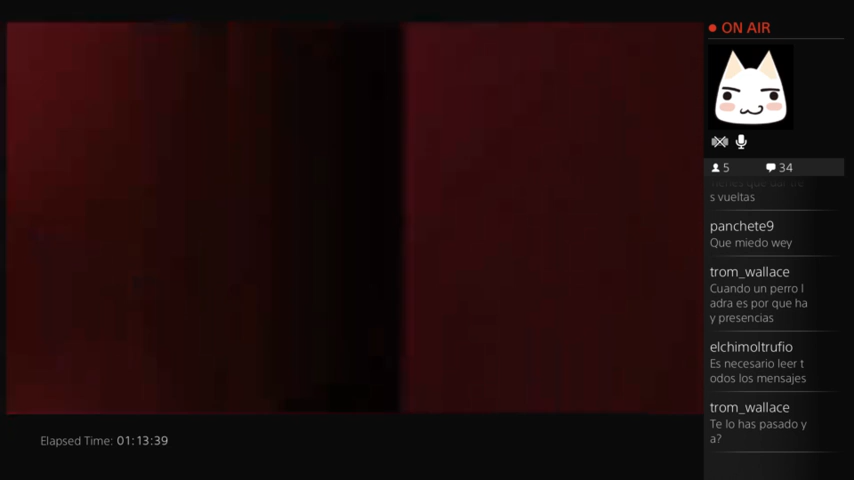 ON AIR
5 34
s vueltas
panchete9
Que miedo wey
trom_wallace
Cuando un perro l
adra es por que ha
y presencias
elchimoltrufio
Es necesario leer t
odos los mensajes
trom_wallace
Te lo has pasado y
a?
Elapsed Time: 01:13:39